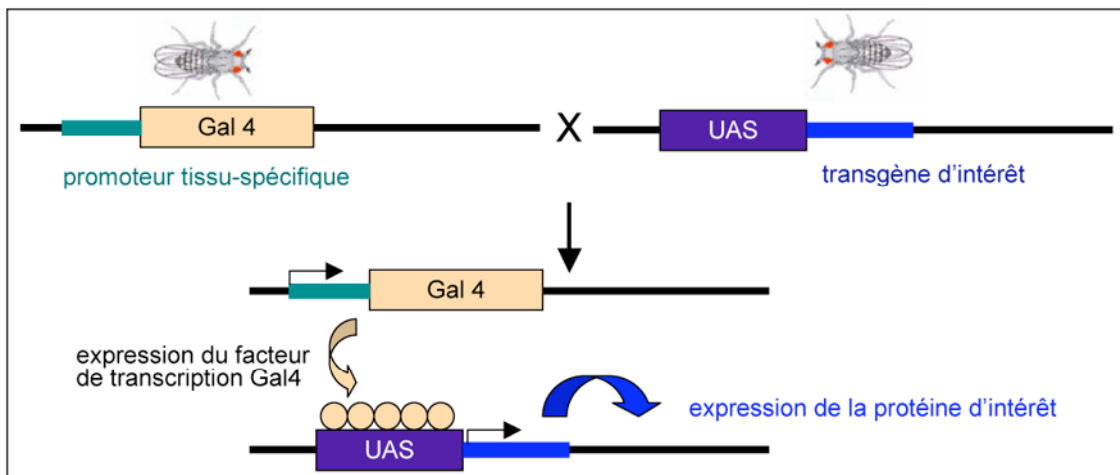 Gal 4
X
UAS
promoteur tissu-spécifique
transgène d'intérêt
Gal 4
expression du facteur
de transcription Gal4
expression de la protéine d'intérêt
UAS